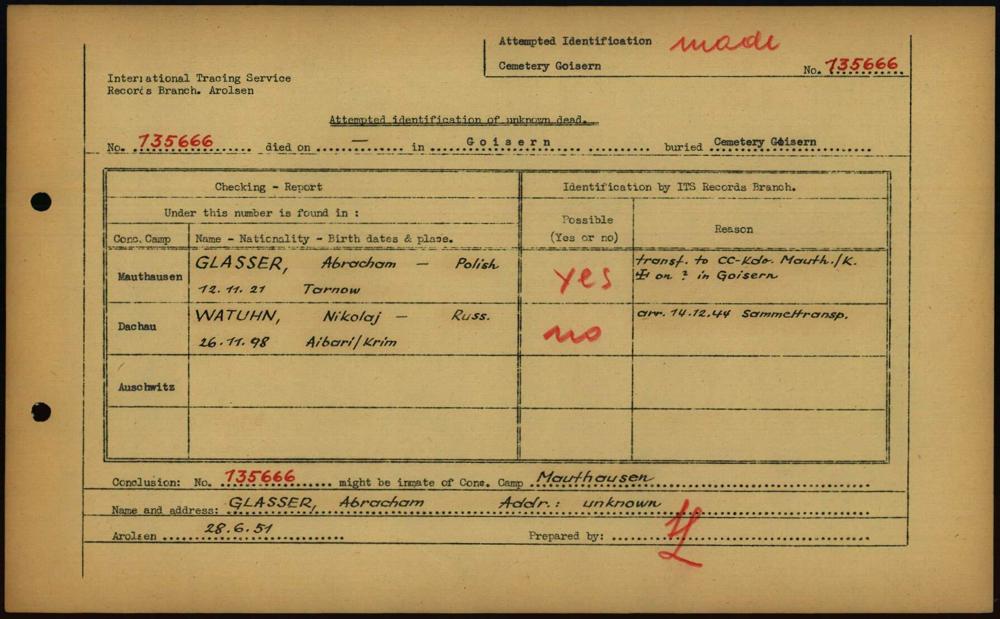 Attempted Identification made
Cemetery Goisern
No. 135666
International Tracing Service
Records Branch. Arolsen
Attempted identification of unknown dead.
No. 135666 died on — in Goisern buried Cemetery Goisern
Checking - Report
Identification by ITS Records Branch.
Under this number is found in :
Possible
(Yes or no)
Reason
Conc. Camp
Name - Nationality - Birth dates & place.
Mauthausen
GLASSER, Abracham — Polish
12.11.21 Tarnow
yes
transf. to CC-Kdo. Mauth./K.
on ? in Goisern
Dachau
WATUHN, Nikolaj — Russ.
26.11.98 Aibari/Krim
no
arr. 14.12.44 Sammeltransp.
Auschwitz
Conclusion: No. 135666 might be inmate of Conc. Camp Mauthausen
Name and address: GLASSER, Abracham Addr.: unknown
Arolsen 28.6.51
Prepared by: